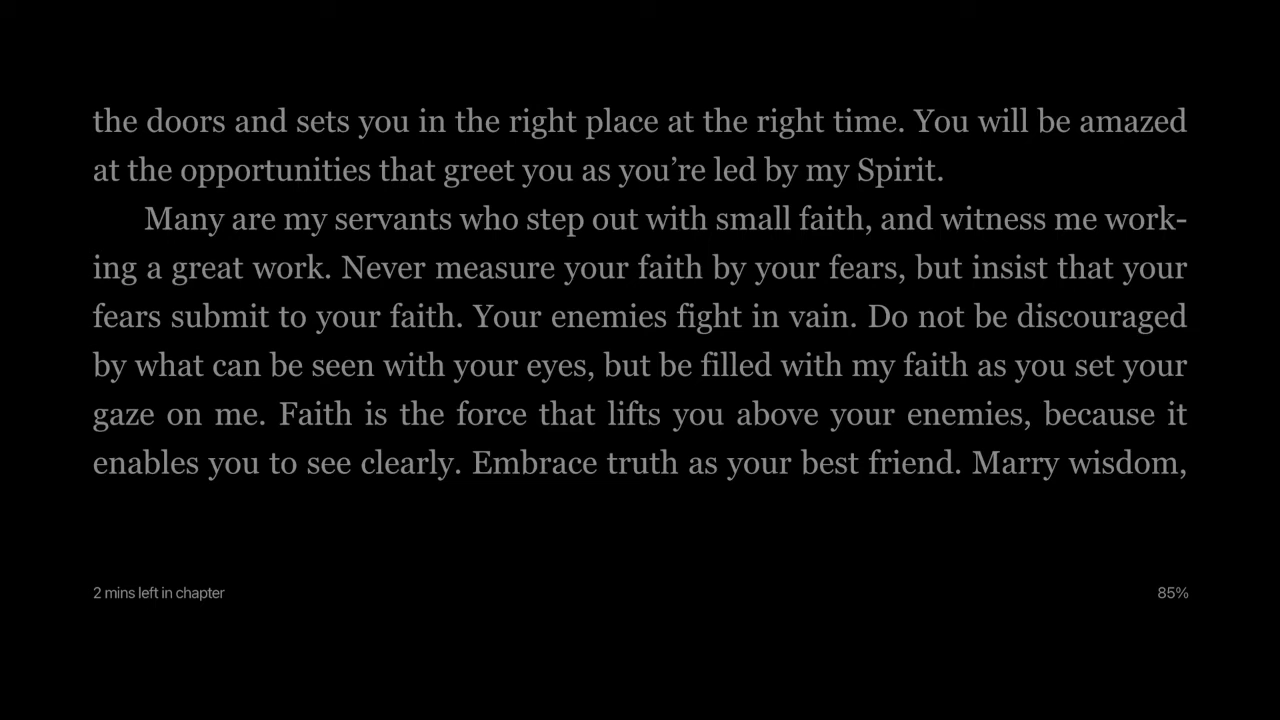 the doors and sets you in the right place at the right time. You will be amazed
at the opportunities that greet you as you’re led by my Spirit.
Many are my servants who step out with small faith, and witness me work-
ing a great work. Never measure your faith by your fears, but insist that your
fears submit to your faith. Your enemies fight in vain. Do not be discouraged
by what can be seen with your eyes, but be filled with my faith as you set your
gaze on me. Faith is the force that lifts you above your enemies, because it
enables you to see clearly. Embrace truth as your best friend. Marry wisdom,
2 mins left in chapter
85%